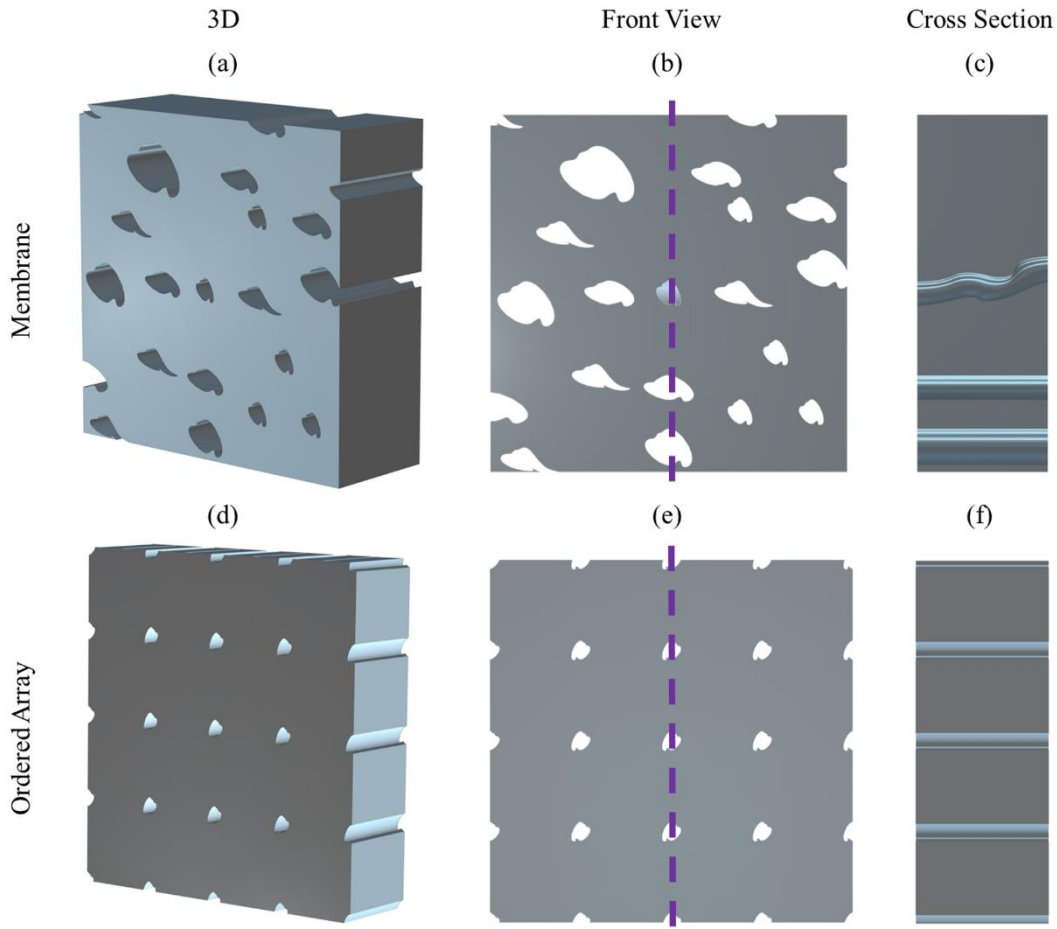 3D
Front View
Cross Section
(a)
(b)
(c)
Membrane
(d)
(e)
(f)
Ordered Array